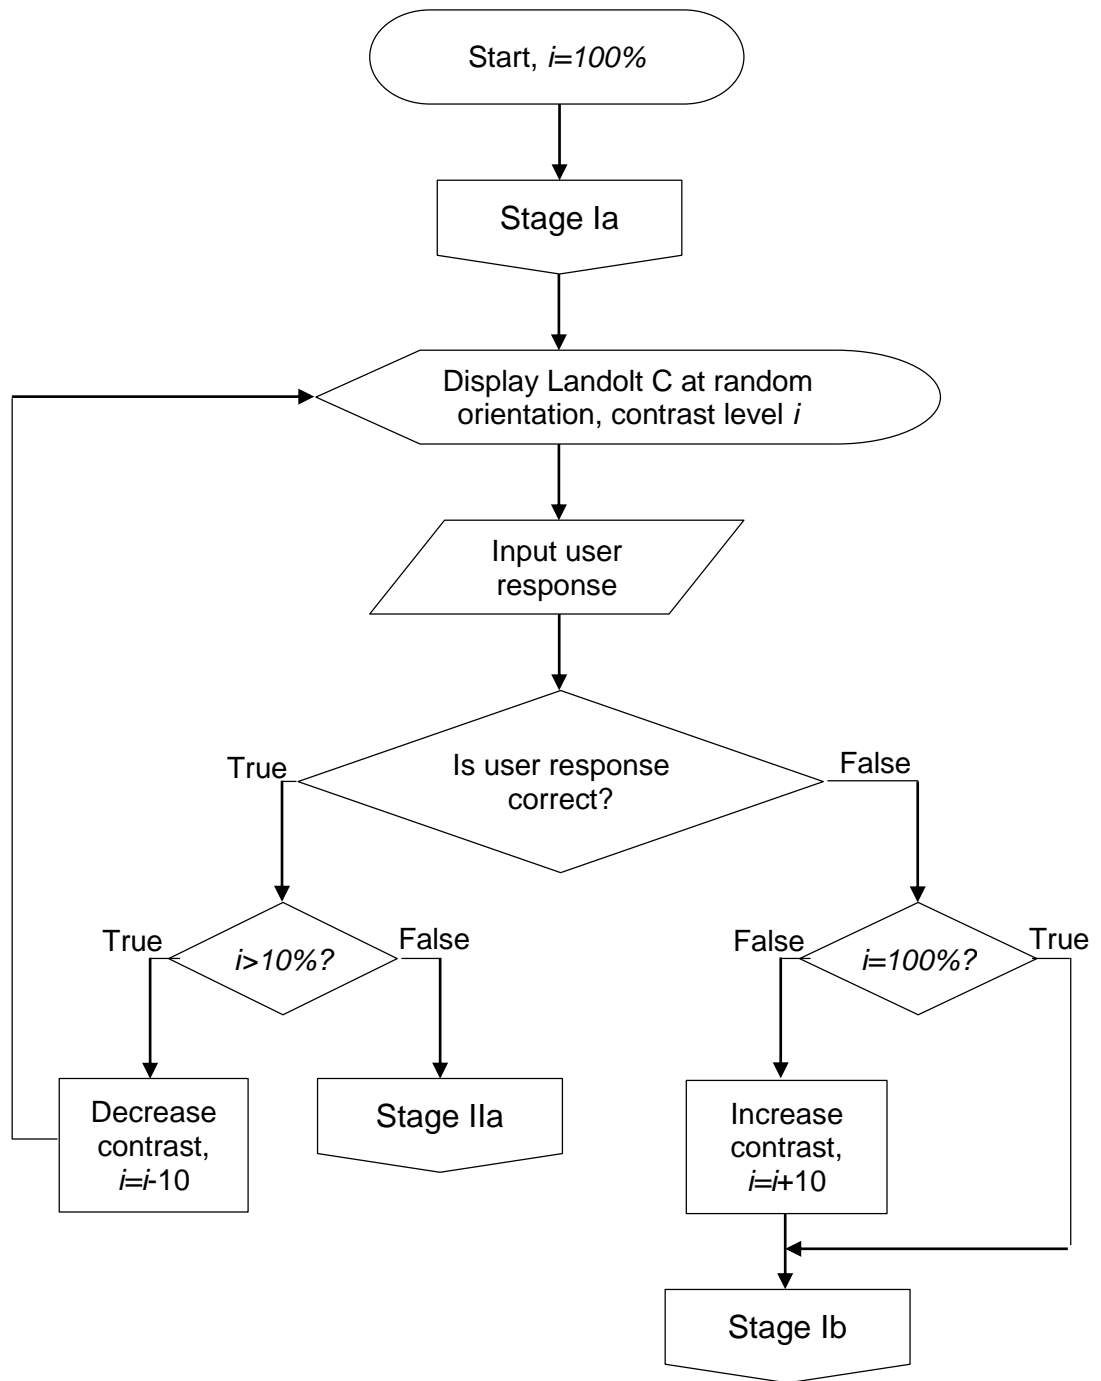 Start, i=100%
Stage Ia
Display Landolt C at random
orientation, contrast level i
Input user
response
Is user response
correct?
True
False
True
i>10%?
False
False
i=100%?
True
Decrease
contrast,
i=i-10
Stage IIa
Increase
contrast,
i=i+10
Stage Ib